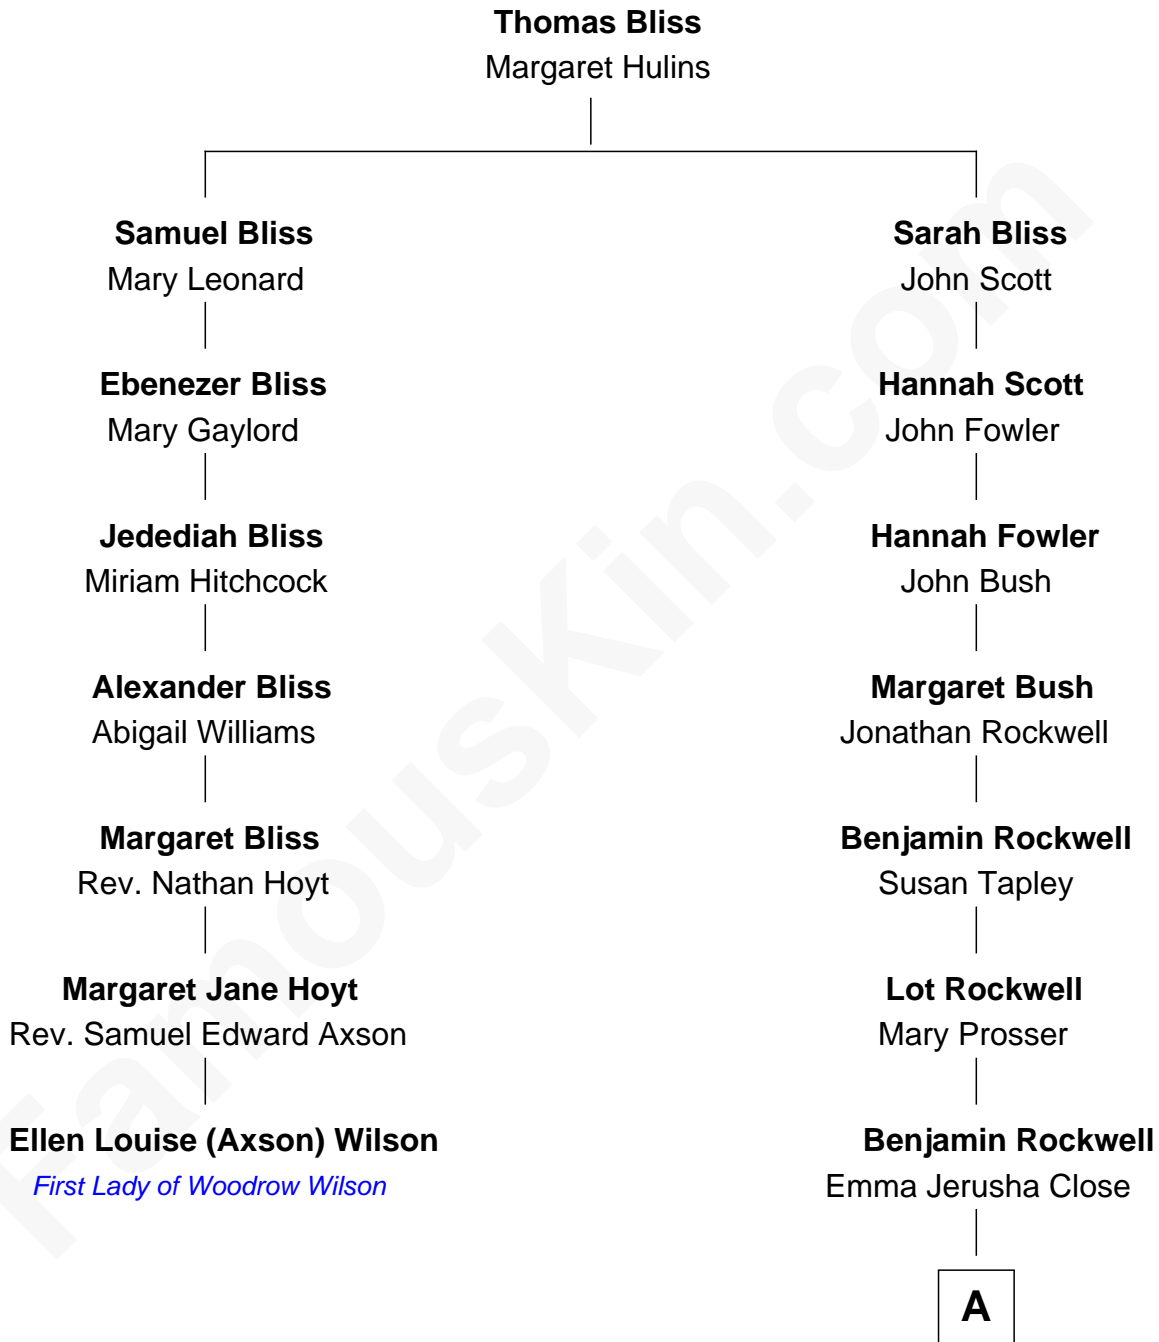 Thomas Bliss
Margaret Hulins
Samuel Bliss
Mary Leonard
Sarah Bliss
John Scott
Ebenezer Bliss
Mary Gaylord
Hannah Scott
John Fowler
Jedediah Bliss
Miriam Hitchcock
Hannah Fowler
John Bush
Alexander Bliss
Abigail Williams
Margaret Bush
Jonathan Rockwell
Margaret Bliss
Rev. Nathan Hoyt
Benjamin Rockwell
Susan Tapley
Margaret Jane Hoyt
Rev. Samuel Edward Axson
Lot Rockwell
Mary Prosser
Ellen Louise (Axson) Wilson
First Lady of Woodrow Wilson
Benjamin Rockwell
Emma Jerusha Close
A
FamousKin.com